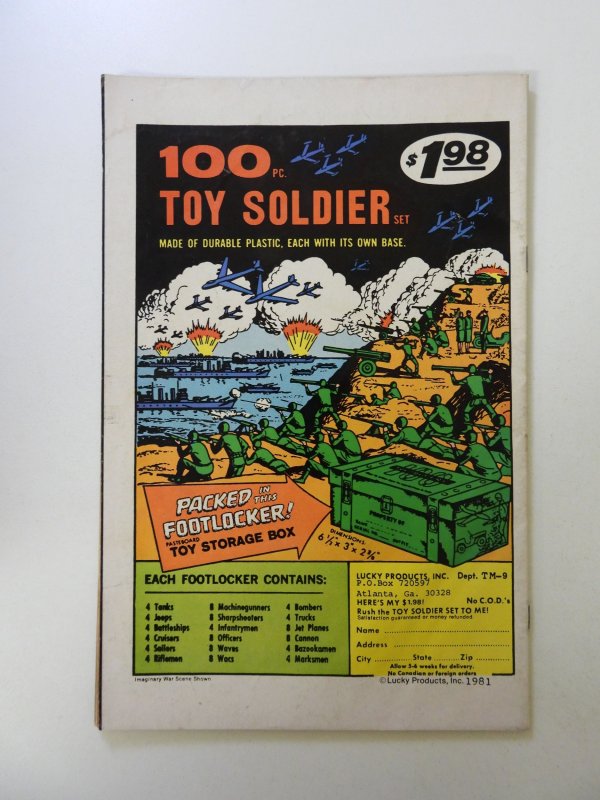 100 PC.
$1.98
TOY SOLDIER SET
MADE OF DURABLE PLASTIC, EACH WITH ITS OWN BASE.
PACKED IN THIS
FOOTLOCKER!
PASTEBOARD
TOY STORAGE BOX
PROPERTY OF
DIMENSIONS:
6 1/2" x 3" x 2 3/8"
EACH FOOTLOCKER CONTAINS:
4 Tanks
4 Jeeps
4 Battleships
4 Cruisers
4 Sailors
4 Riflemen
8 Machinegunners
8 Sharpshooters
4 Infantrymen
8 Officers
8 Waves
8 Wacs
4 Bombers
4 Trucks
8 Jet Planes
8 Cannon
4 Bazookamen
4 Marksmen
LUCKY PRODUCTS, INC. Dept. TM-9
P.O.Box 720597
Atlanta, Ga. 30328
HERE'S MY $1.98! No C.O.D.'s
Rush the TOY SOLDIER SET TO ME!
Satisfaction guaranteed or money refunded.
Name
Address
City State Zip
Allow 3-4 weeks for delivery.
No Canadian or foreign orders
Imaginary War Scene Shown
©Lucky Products, Inc. 1981